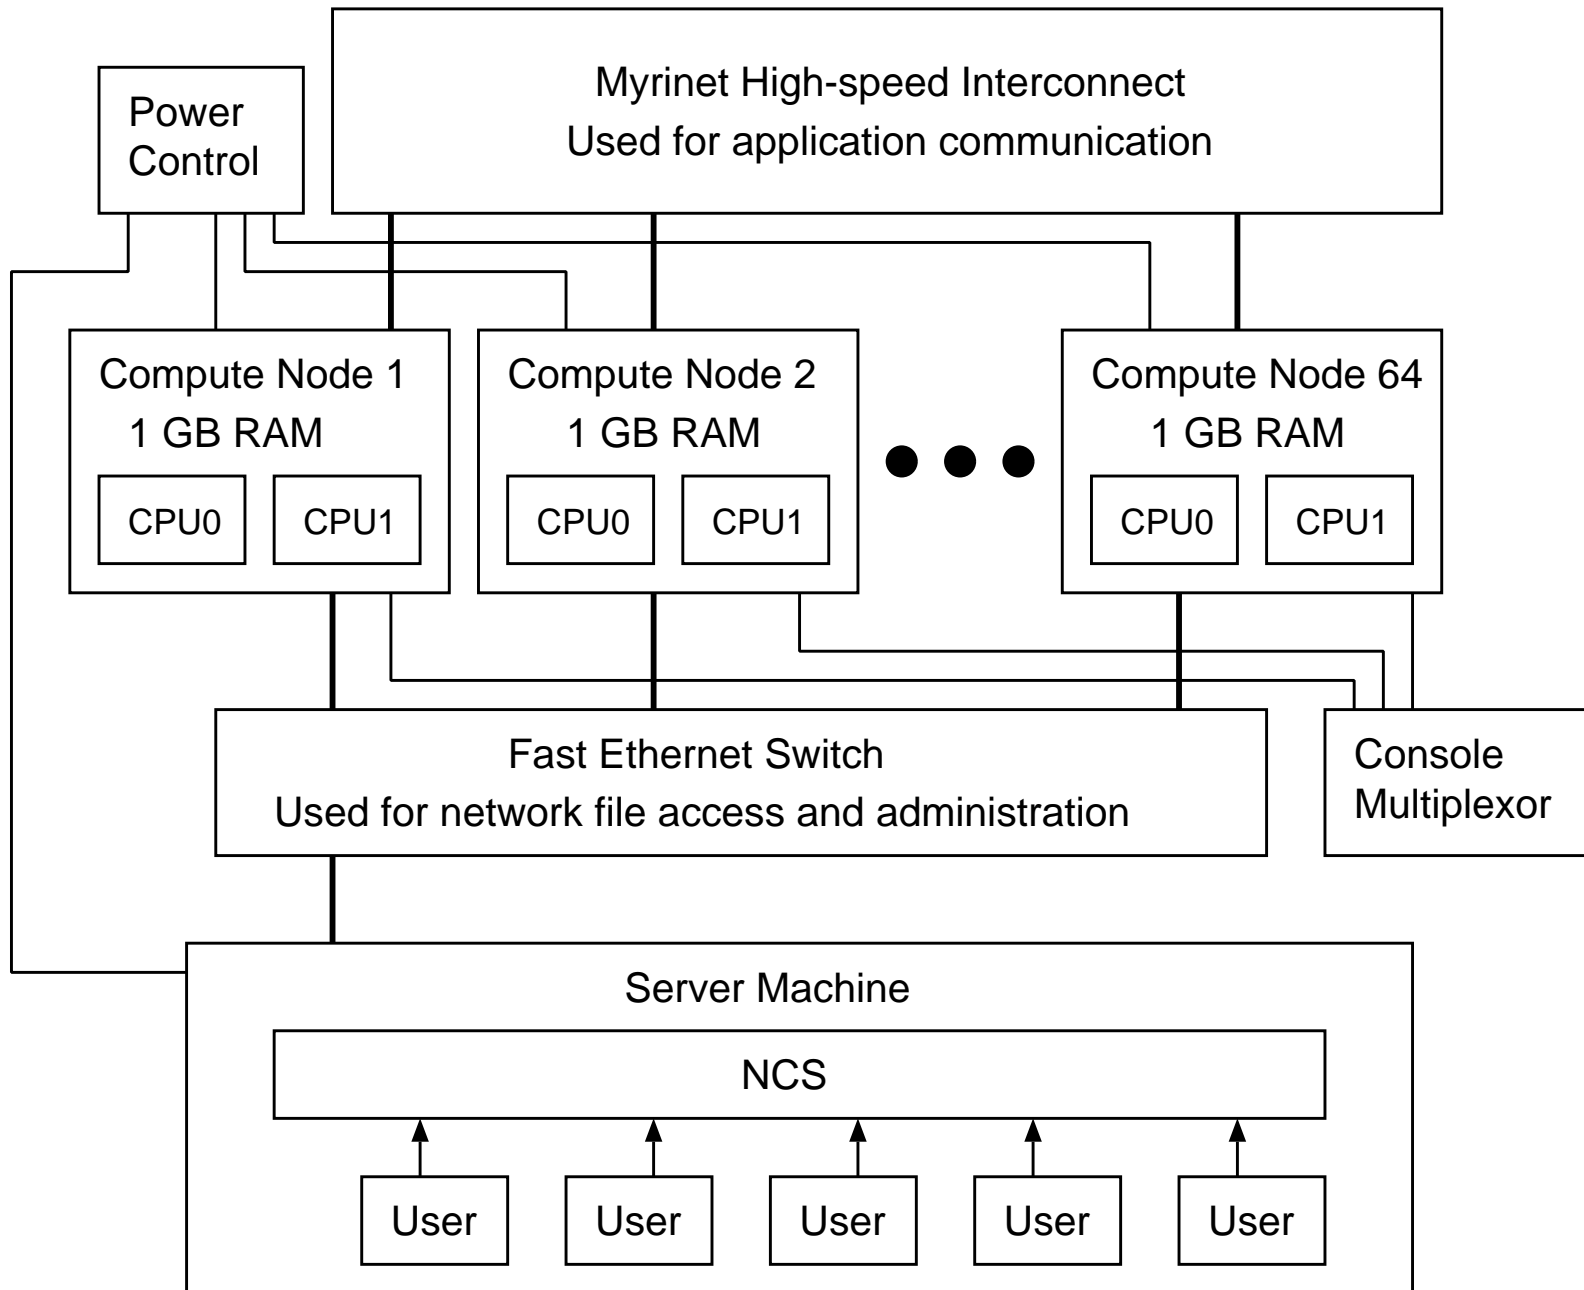 Myrinet High-speed Interconnect
Used for application communication
Power
Control
Compute Node 1
1 GB RAM
CPU0
CPU1
Compute Node 2
1 GB RAM
CPU0
CPU1
Compute Node 64
1 GB RAM
CPU0
CPU1
Fast Ethernet Switch
Used for network file access and administration
Console
Multiplexor
Server Machine
NCS
User
User
User
User
User